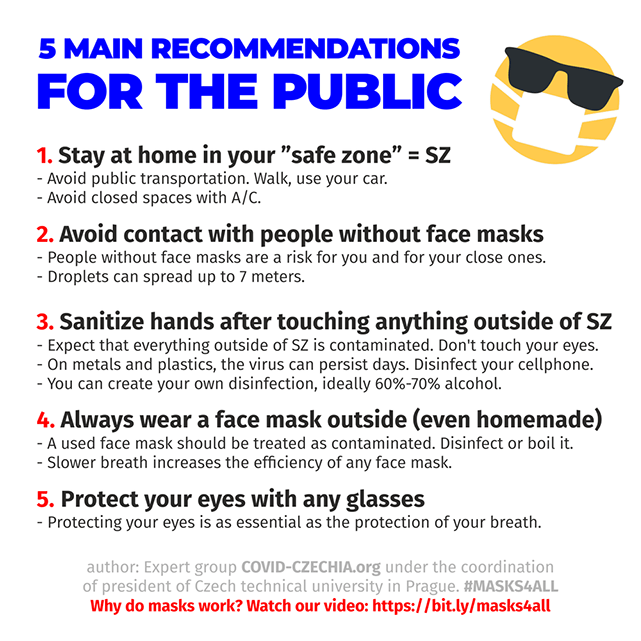 5 MAIN RECOMMENDATIONS
FOR THE PUBLIC
1. Stay at home in your ”safe zone” = SZ
- Avoid public transportation. Walk, use your car.
- Avoid closed spaces with A/C.
2. Avoid contact with people without face masks
- People without face masks are a risk for you and for your close ones.
- Droplets can spread up to 7 meters.
3. Sanitize hands after touching anything outside of SZ
- Expect that everything outside of SZ is contaminated. Don't touch your eyes.
- On metals and plastics, the virus can persist days. Disinfect your cellphone.
- You can create your own disinfection, ideally 60%-70% alcohol.
4. Always wear a face mask outside (even homemade)
- A used face mask should be treated as contaminated. Disinfect or boil it.
- Slower breath increases the efficiency of any face mask.
5. Protect your eyes with any glasses
- Protecting your eyes is as essential as the protection of your breath.
author: Expert group COVID-CZECHIA.org under the coordination
of president of Czech technical university in Prague. #MASKS4ALL
Why do masks work? Watch our video: https://bit.ly/masks4all